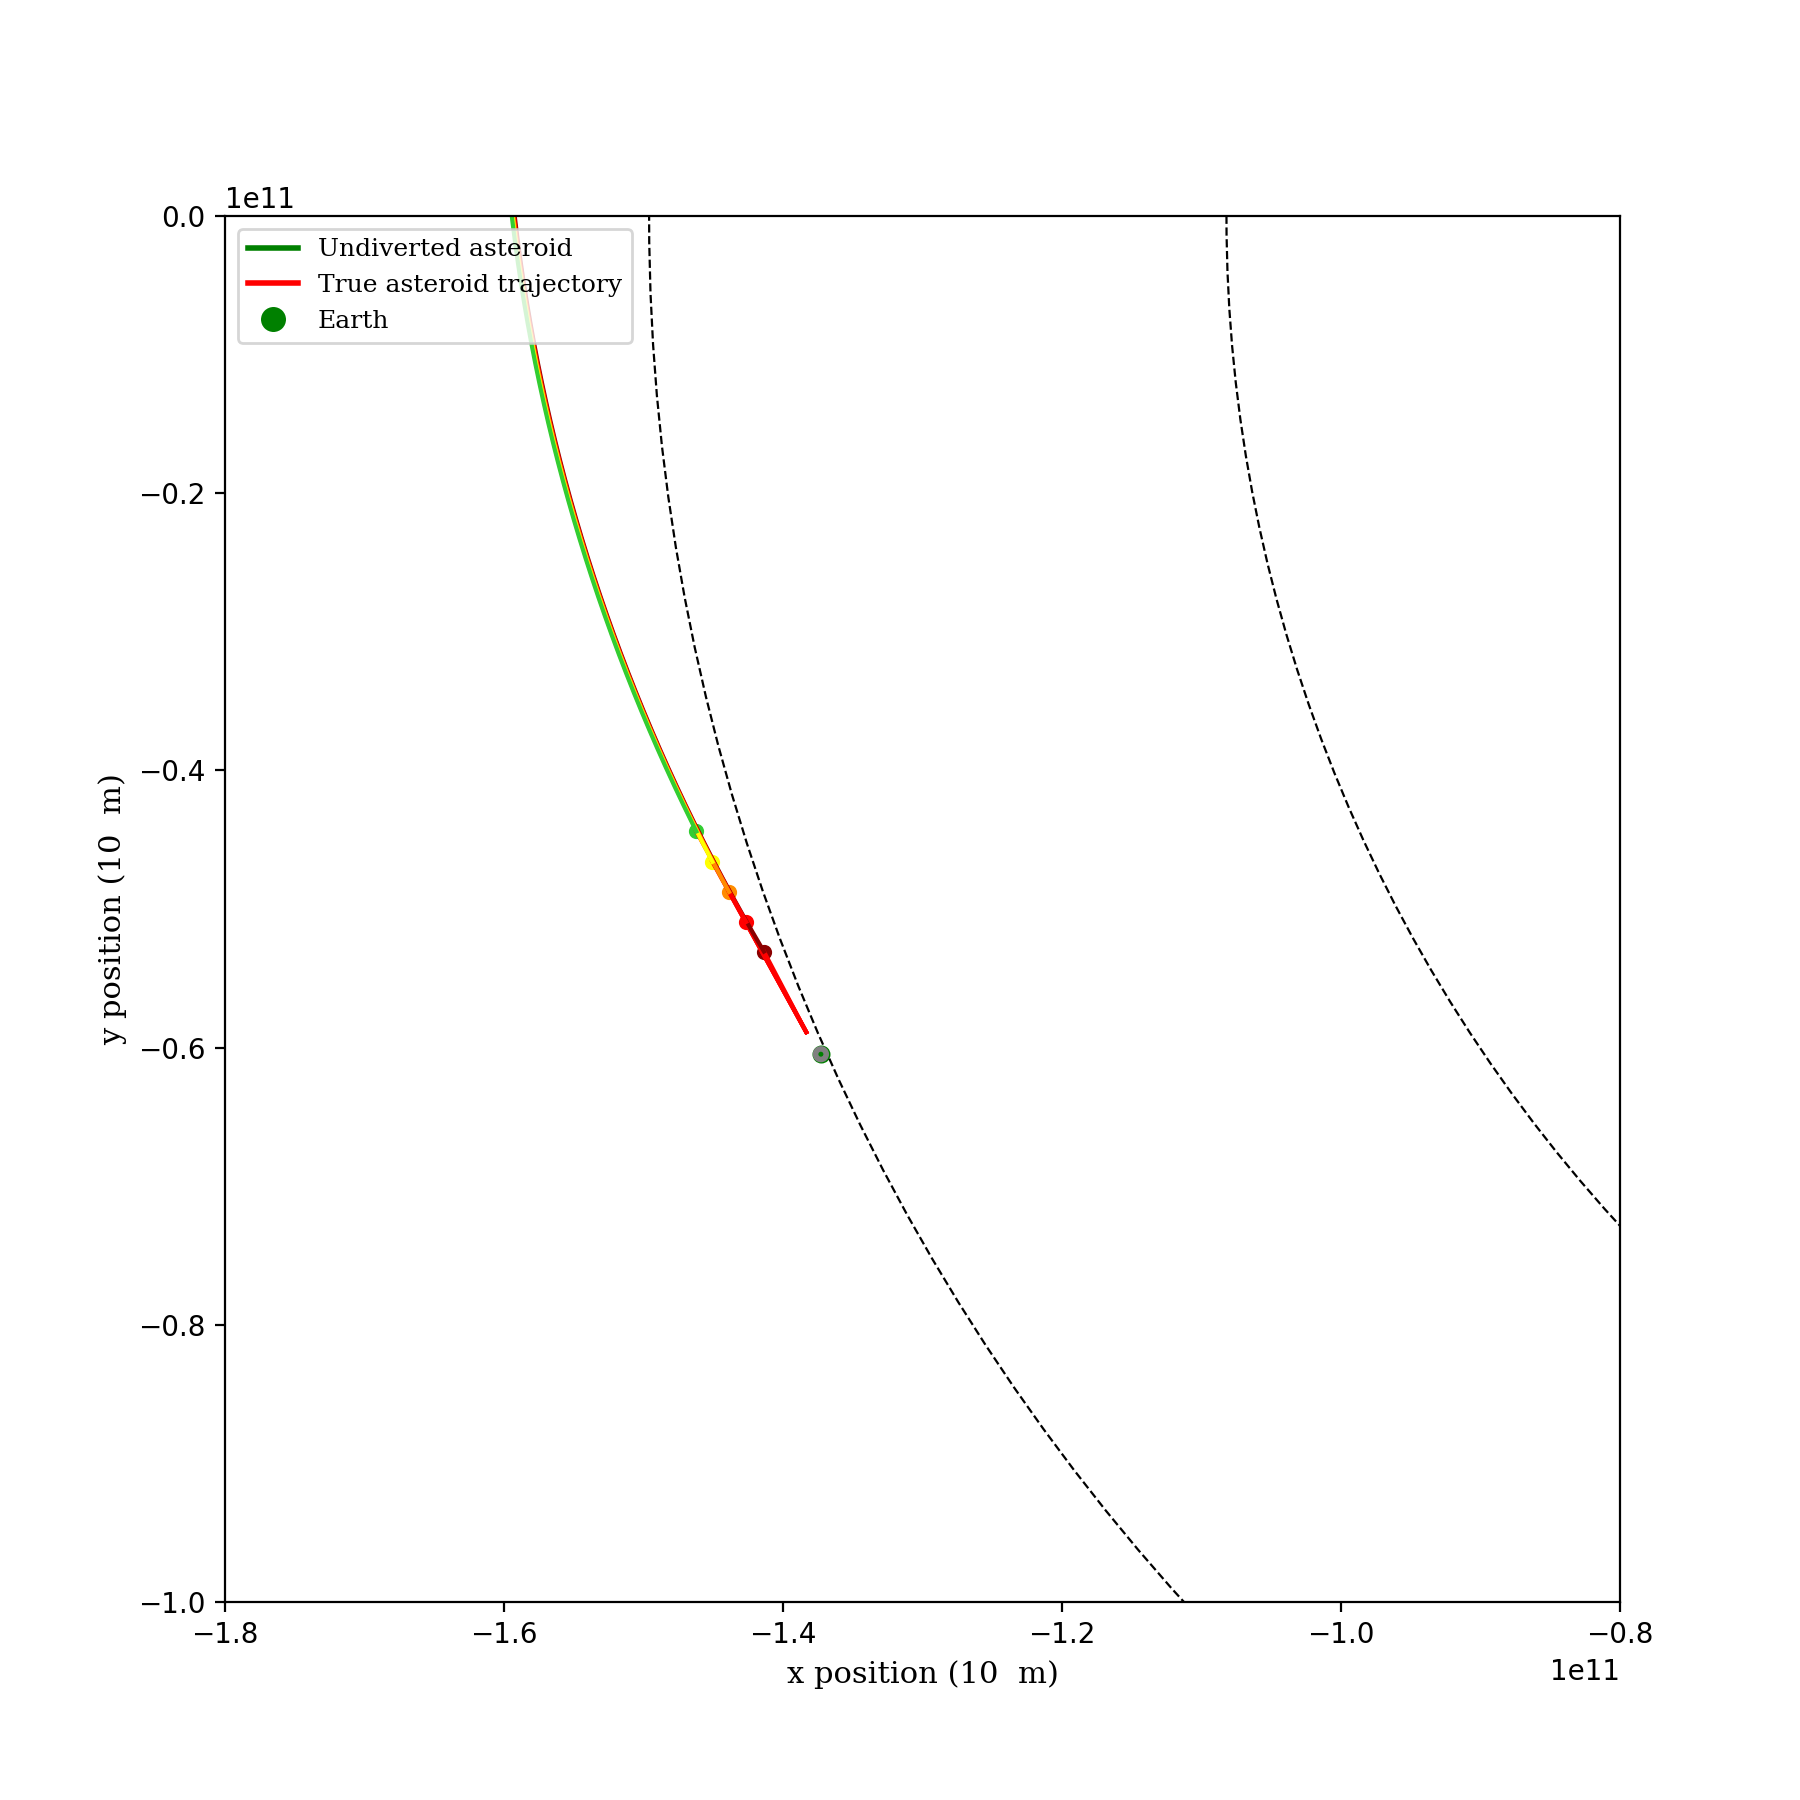 1e11
0.0
Undiverted asteroid
True asteroid trajectory
Earth
−0.2
−0.4
y position (10  m)
−0.6
−0.8
−1.0
−1.8 −1.6 −1.4 −1.2 −1.0 −0.8
x position (10  m)
1e11